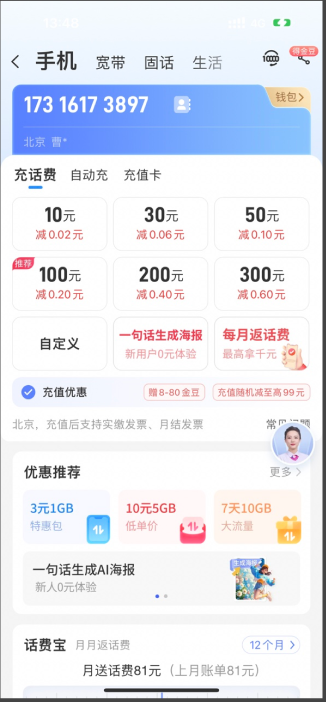 手机 宽带 固话 生活
得金豆
173 1617 3897
钱包
北京 曹*
充话费 自动充 充值卡
10元 30元 50元
减0.02元 减0.06元 减0.10元
推荐
100元 200元 300元
减0.20元 减0.40元 减0.60元
自定义 一句话生成海报 每月返话费
新用户0元体验 最高拿千元
充值优惠 赠8-80金豆 充值随机减至高99元
北京，充值后支持实缴发票、月结发票
优惠推荐 更多
3元1GB 10元5GB 7天10GB
特惠包 低单价 大流量
一句话生成AI海报
新人0元体验
生成海报
话费宝 月月返话费 12个月
月送话费81元（上月账单81元）